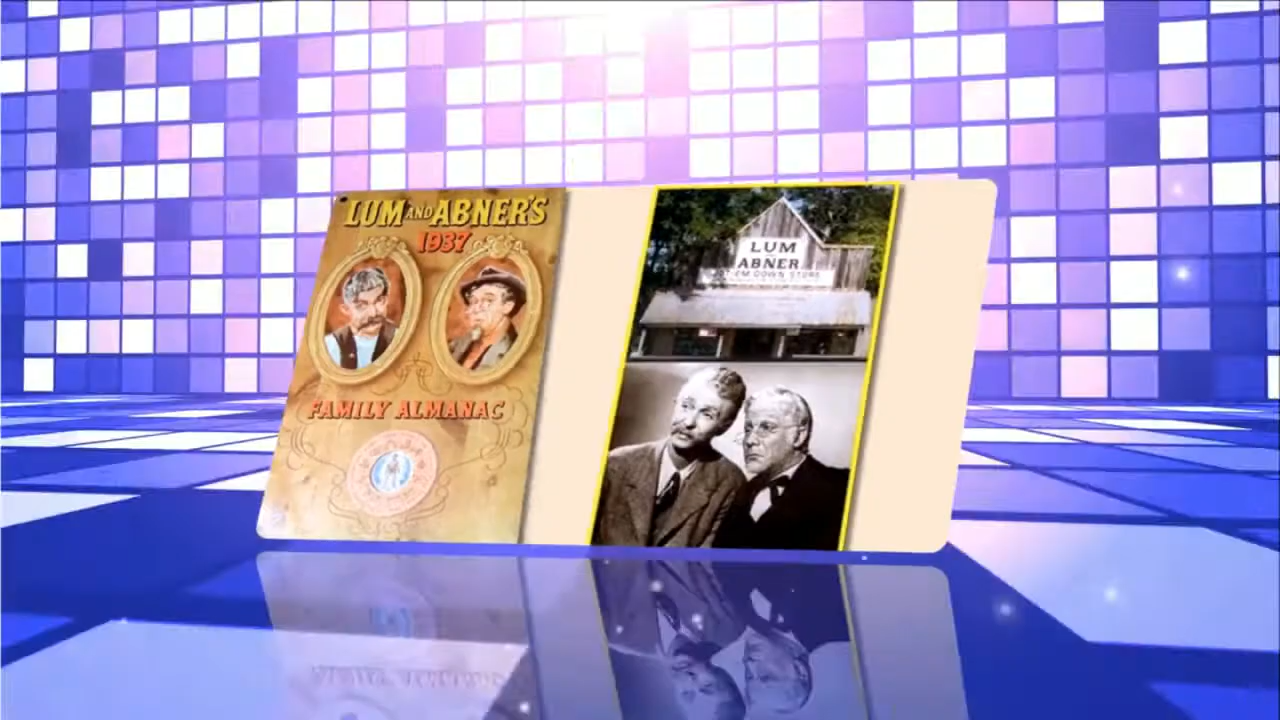 LUM AND ABNER'S
1937
FAMILY ALMANAC
LUM
ABNER
JOT 'EM DOWN STORE